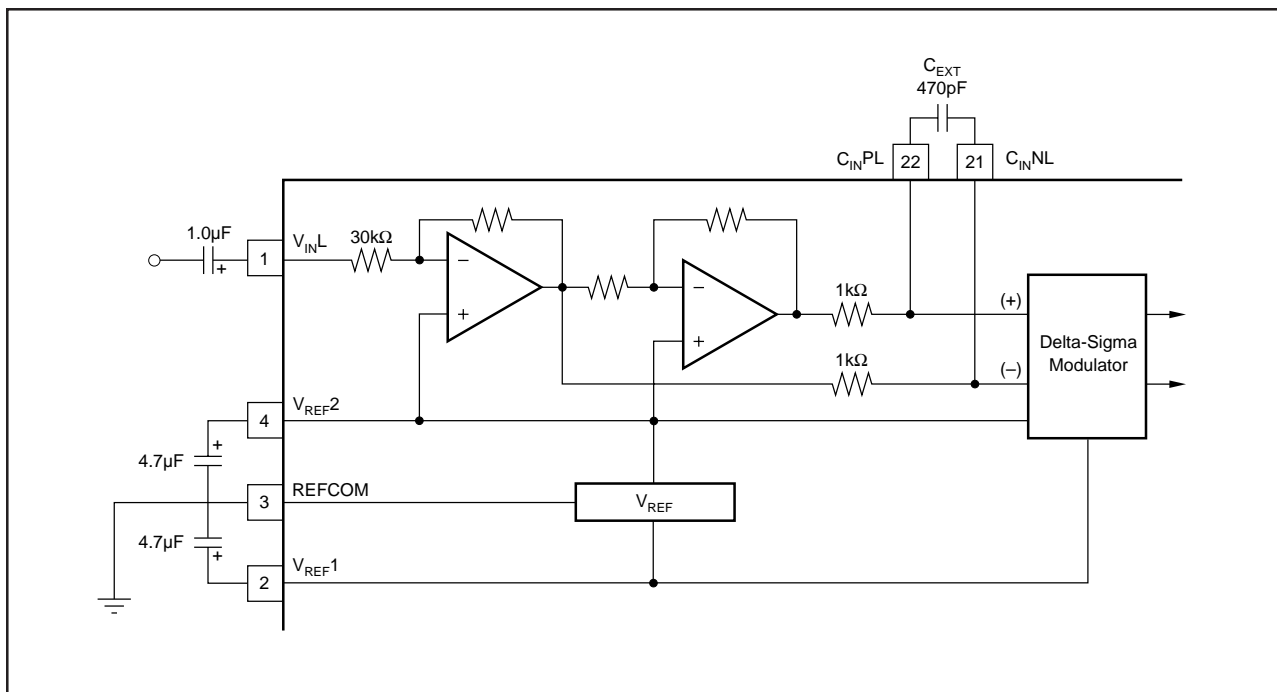 C_EXT
470pF
C_INPL
22
21
C_INNL
1.0µF
+
1
V_INL
30kΩ
−
+
−
+
1kΩ
(+)
1kΩ
(–)
Delta-Sigma
Modulator
4
V_REF2
+
4.7µF
3
REFCOM
V_REF
4.7µF
+
2
V_REF1